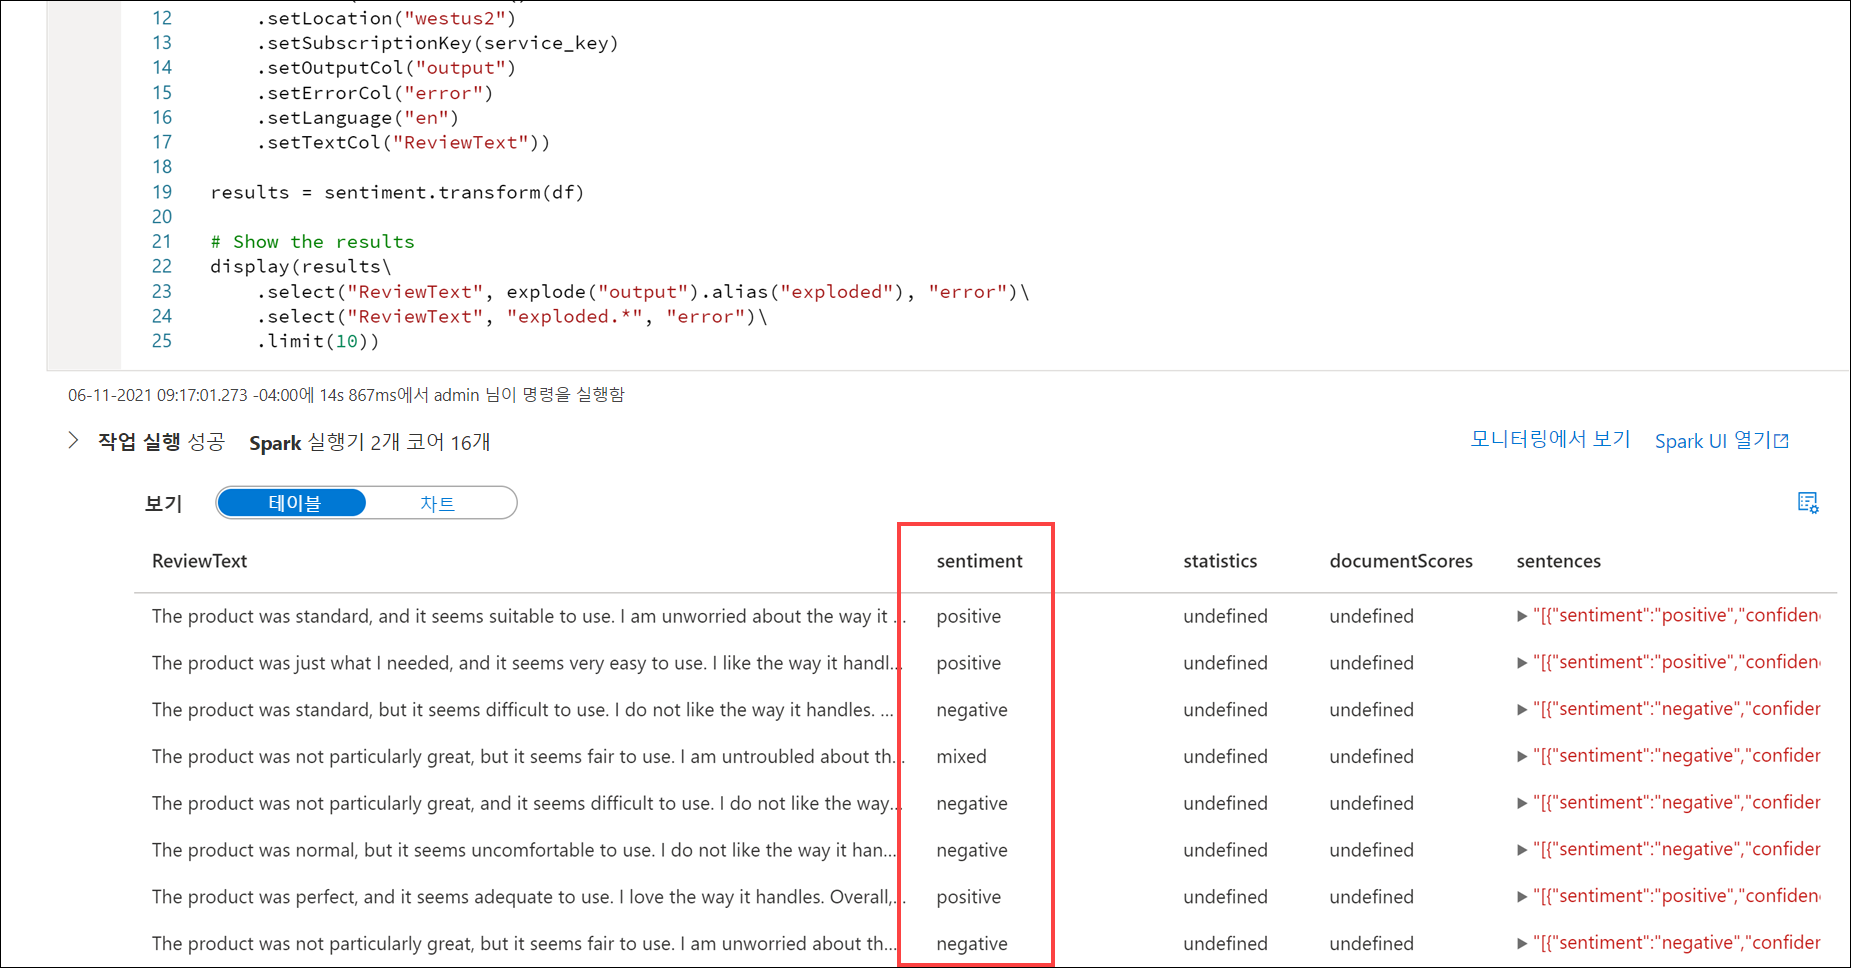 12 .setLocation("westus2")
13 .setSubscriptionKey(service_key)
14 .setOutputCol("output")
15 .setErrorCol("error")
16 .setLanguage("en")
17 .setTextCol("ReviewText"))
18
19 results = sentiment.transform(df)
20
21 # Show the results
22 display(results\
23 .select("ReviewText", explode("output").alias("exploded"), "error")\
24 .select("ReviewText", "exploded.*", "error")\
25 .limit(10))
06-11-2021 09:17:01.273 -04:00에 14s 867ms에서 admin 님이 명령을 실행함
작업 실행 성공 Spark 실행기 2개 코어 16개 모니터링에서 보기 Spark UI 열기
보기 테이블 차트
ReviewText sentiment statistics documentScores sentences
The product was standard, and it seems suitable to use. I am unworried about the way it ... positive undefined undefined "[{"sentiment":"positive","confiden
The product was just what I needed, and it seems very easy to use. I like the way it handl... positive undefined undefined "[{"sentiment":"positive","confiden
The product was standard, but it seems difficult to use. I do not like the way it handles. ... negative undefined undefined "[{"sentiment":"negative","confider
The product was not particularly great, but it seems fair to use. I am untroubled about th... mixed undefined undefined "[{"sentiment":"negative","confider
The product was not particularly great, and it seems difficult to use. I do not like the way... negative undefined undefined "[{"sentiment":"negative","confider
The product was normal, but it seems uncomfortable to use. I do not like the way it han... negative undefined undefined "[{"sentiment":"negative","confider
The product was perfect, and it seems adequate to use. I love the way it handles. Overall,... positive undefined undefined "[{"sentiment":"positive","confiden
The product was not particularly great, but it seems fair to use. I am unworried about th... negative undefined undefined "[{"sentiment":"negative","confider